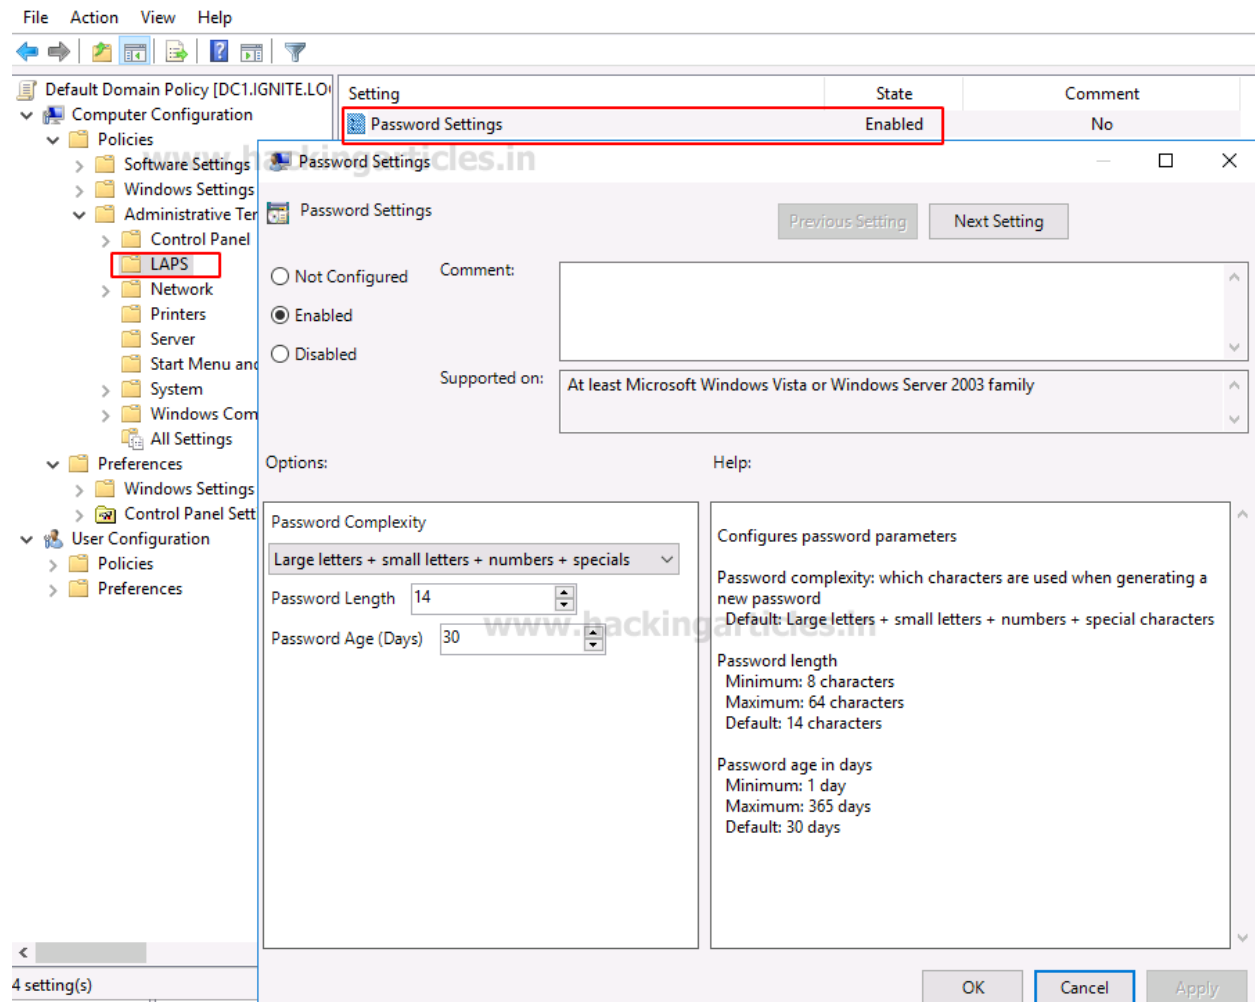 File Action View Help
Default Domain Policy [DC1.IGNITE.LO
Computer Configuration
Policies
Software Settings
Windows Settings
Administrative Ter
Control Panel
LAPS
Network
Printers
Server
Start Menu and
System
Windows Com
All Settings
Preferences
Windows Settings
Control Panel Sett
User Configuration
Policies
Preferences
4 setting(s)
Setting State Comment
Password Settings Enabled No
www.hackingarticles.in
Password Settings
Password Settings
Previous Setting Next Setting
Not Configured
Enabled
Disabled
Comment:
Supported on: At least Microsoft Windows Vista or Windows Server 2003 family
Options:
Password Complexity
Large letters + small letters + numbers + specials
Password Length 14
Password Age (Days) 30
www.hackingarticles.in
Help:
Configures password parameters
Password complexity: which characters are used when generating a
new password
Default: Large letters + small letters + numbers + special characters
Password length
Minimum: 8 characters
Maximum: 64 characters
Default: 14 characters
Password age in days
Minimum: 1 day
Maximum: 365 days
Default: 30 days
OK Cancel Apply